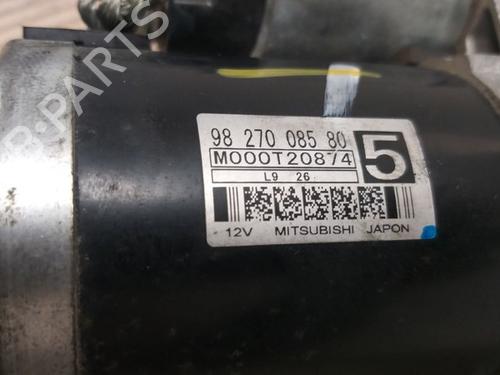 98 270 085 80
M000T20874
5
L9 26
12V MITSUBISHI JAPON
B-PARTS